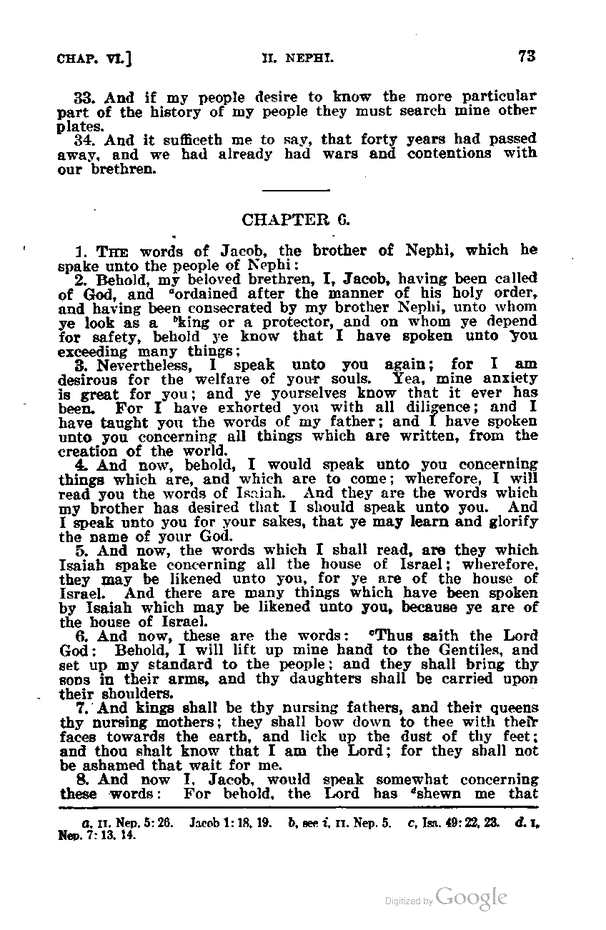 CHAP. VI.] II. NEPHI. 73
33. And if my people desire to know the more particular
part of the history of my people they must search mine other
plates.
34. And it sufficeth me to say, that forty years had passed
away, and we had already had wars and contentions with
our brethren.
CHAPTER 6.
1. THE words of Jacob, the brother of Nephi, which he
spake unto the people of Nephi:
2. Behold, my beloved brethren, I, Jacob, having been called
of God, and ᵃordained after the manner of his holy order,
and having been consecrated by my brother Nephi, unto whom
ye look as a ᵇking or a protector, and on whom ye depend
for safety, behold ye know that I have spoken unto you
exceeding many things;
3. Nevertheless, I speak unto you again; for I am
desirous for the welfare of your souls. Yea, mine anxiety
is great for you; and ye yourselves know that it ever has
been. For I have exhorted you with all diligence; and I
have taught you the words of my father; and I have spoken
unto you concerning all things which are written, from the
creation of the world.
4. And now, behold, I would speak unto you concerning
things which are, and which are to come; wherefore, I will
read you the words of Isaiah. And they are the words which
my brother has desired that I should speak unto you. And
I speak unto you for your sakes, that ye may learn and glorify
the name of your God.
5. And now, the words which I shall read, are they which
Isaiah spake concerning all the house of Israel; wherefore,
they may be likened unto you, for ye are of the house of
Israel. And there are many things which have been spoken
by Isaiah which may be likened unto you, because ye are of
the house of Israel.
6. And now, these are the words: ᶜThus saith the Lord
God: Behold, I will lift up mine hand to the Gentiles, and
set up my standard to the people; and they shall bring thy
sons in their arms, and thy daughters shall be carried upon
their shoulders.
7. And kings shall be thy nursing fathers, and their queens
thy nursing mothers; they shall bow down to thee with their
faces towards the earth, and lick up the dust of thy feet;
and thou shalt know that I am the Lord; for they shall not
be ashamed that wait for me.
8. And now I, Jacob, would speak somewhat concerning
these words: For behold, the Lord has ᵈshewn me that
a, II. Nep. 5:26. Jacob 1:18, 19. b, see i, II. Nep. 5. c, Isa. 49:22, 23. d. I,
Nep. 7:13, 14.
Digitized by Google